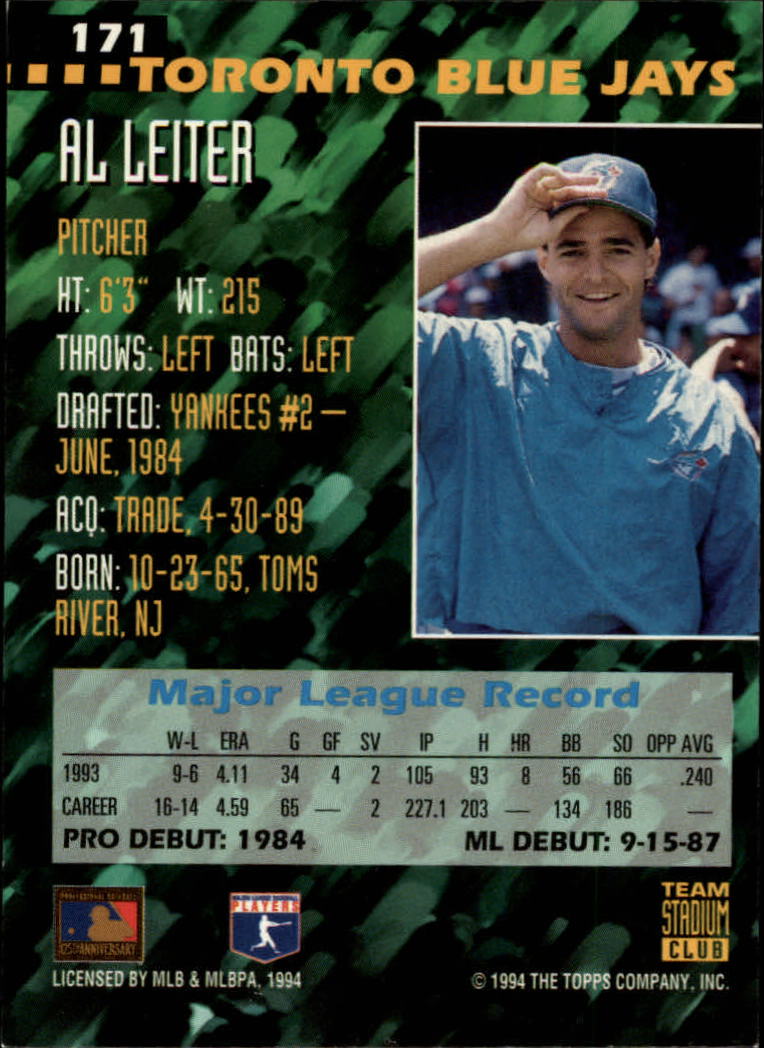 171
TORONTO BLUE JAYS
AL LEITER
PITCHER
HT: 6'3" WT: 215
THROWS: LEFT BATS: LEFT
DRAFTED: YANKEES #2 —
JUNE, 1984
ACQ: TRADE, 4-30-89
BORN: 10-23-65, TOMS
RIVER, NJ
Major League Record
W-L ERA G GF SV IP H HR BB SO OPP AVG
1993 9-6 4.11 34 4 2 105 93 8 56 66 .240
CAREER 16-14 4.59 65 — 2 227.1 203 — 134 186 —
PRO DEBUT: 1984 ML DEBUT: 9-15-87
PROFESSIONAL BASEBALL
125TH ANNIVERSARY
PLAYERS
TEAM
STADIUM
CLUB
LICENSED BY MLB & MLBPA, 1994
© 1994 THE TOPPS COMPANY, INC.